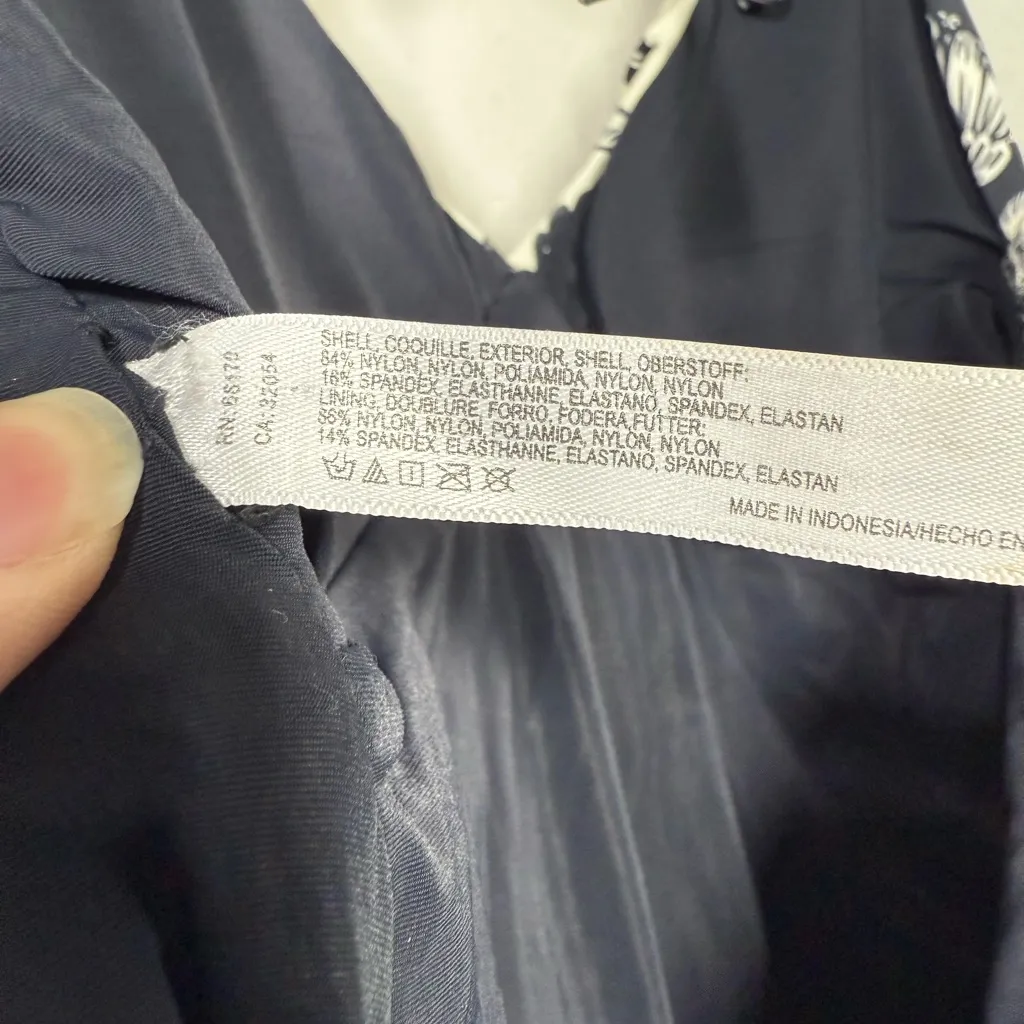 SHELL, COQUILLE, EXTERIOR, SHELL, OBERSTOFF:
84% NYLON, NYLON, POLIAMIDA, NYLON, NYLON
16% SPANDEX, ELASTHANNE, ELASTANO, SPANDEX, ELASTAN
LINING, DOUBLURE, FORRO, FODERA,FUTTER:
86% NYLON, NYLON, POLIAMIDA, NYLON, NYLON
14% SPANDEX, ELASTHANNE, ELASTANO, SPANDEX, ELASTAN
MADE IN INDONESIA/HECHO EN
CA:32054